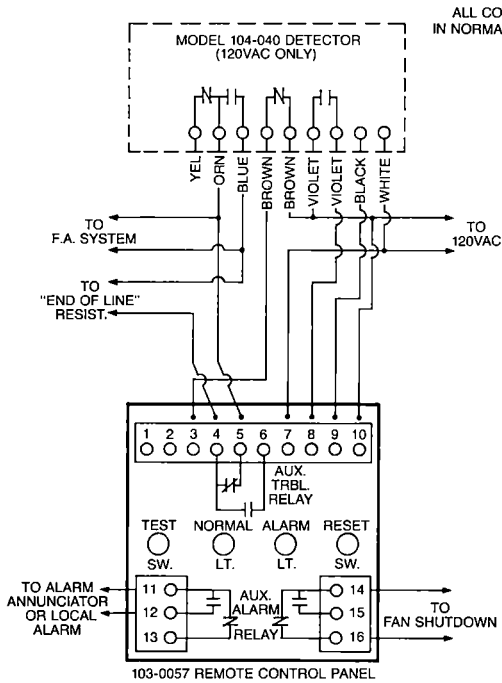 ALL CO
IN NORMA
MODEL 104-040 DETECTOR
(120VAC ONLY)
YEL
ORN
BLUE
BROWN
BROWN
VIOLET
VIOLET
BLACK
WHITE
TO
F.A. SYSTEM
TO
120VAC
TO
"END OF LINE"
RESIST.
1 2 3 4 5 6 7 8 9 10
AUX.
TRBL.
RELAY
TEST NORMAL ALARM RESET
SW. LT. LT. SW.
TO ALARM
ANNUNCIATOR
OR LOCAL
ALARM
11
12
13
AUX.
ALARM
RELAY
14
15
16
TO
FAN SHUTDOWN
103-0057 REMOTE CONTROL PANEL